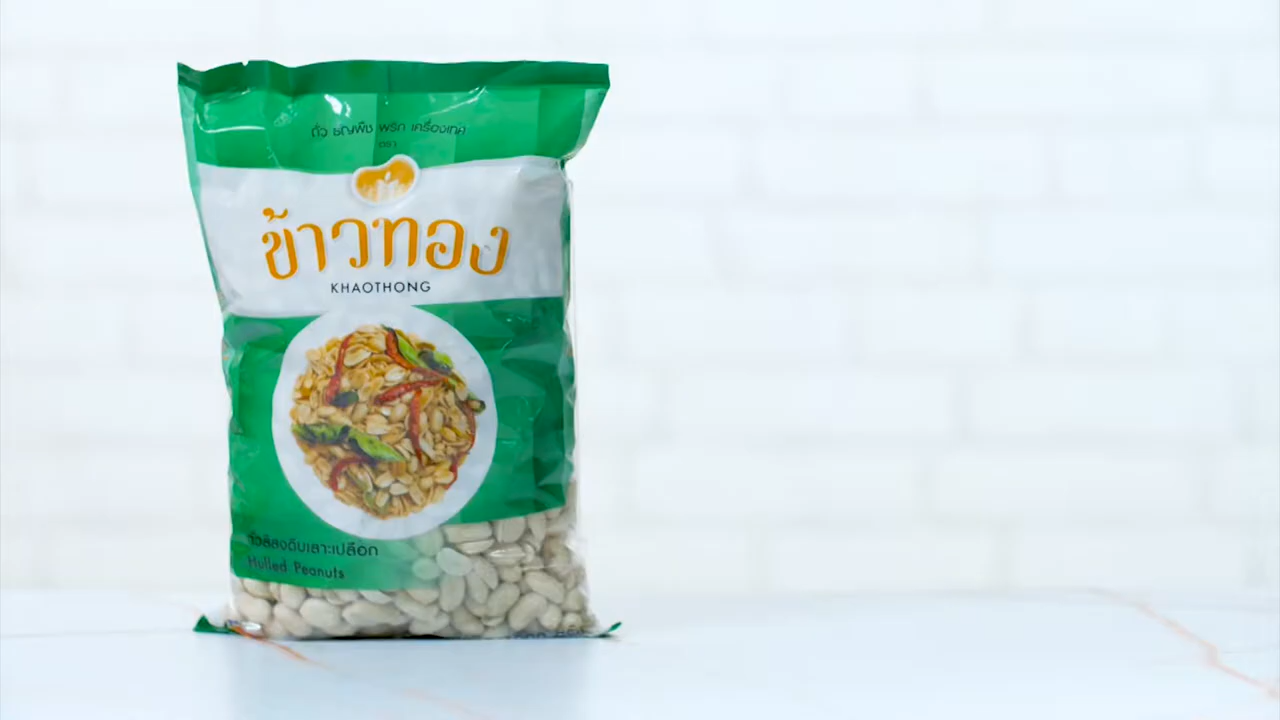 ถั่ว ธัญพืช พริก เครื่องเทศ
ตรา
ข้าวทอง
KHAOTHONG
ถั่วลิสงดิบเลาะเปลือก
Hulled Peanuts